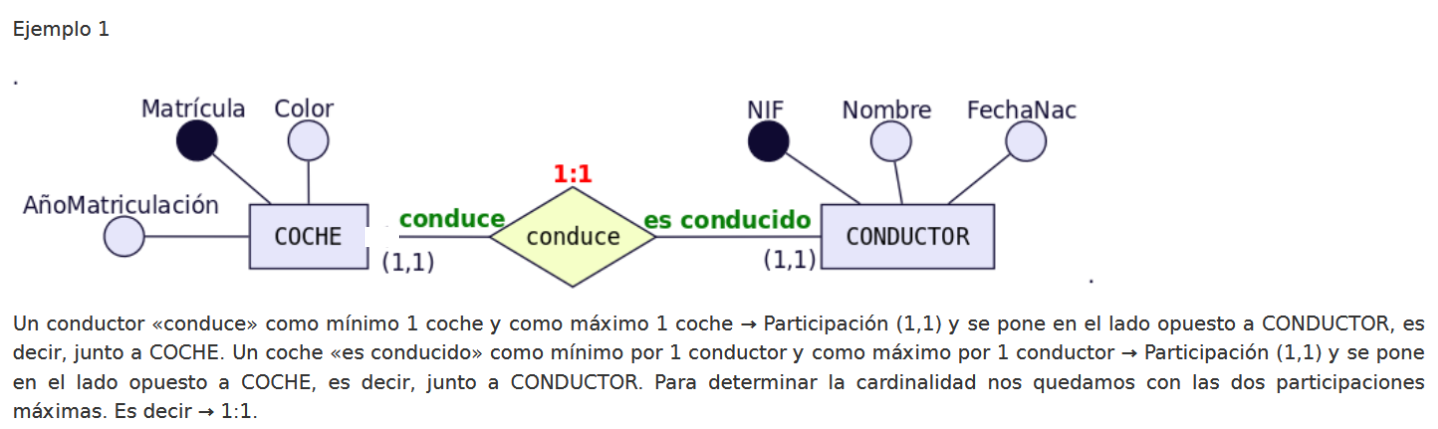 Ejemplo 1
.
Matrícula Color NIF Nombre FechaNac
1:1
AñoMatriculación conduce es conducido
COCHE conduce CONDUCTOR
(1,1) (1,1)
.
Un conductor «conduce» como mínimo 1 coche y como máximo 1 coche → Participación (1,1) y se pone en el lado opuesto a CONDUCTOR, es
decir, junto a COCHE. Un coche «es conducido» como mínimo por 1 conductor y como máximo por 1 conductor → Participación (1,1) y se pone
en el lado opuesto a COCHE, es decir, junto a CONDUCTOR. Para determinar la cardinalidad nos quedamos con las dos participaciones
máximas. Es decir → 1:1.